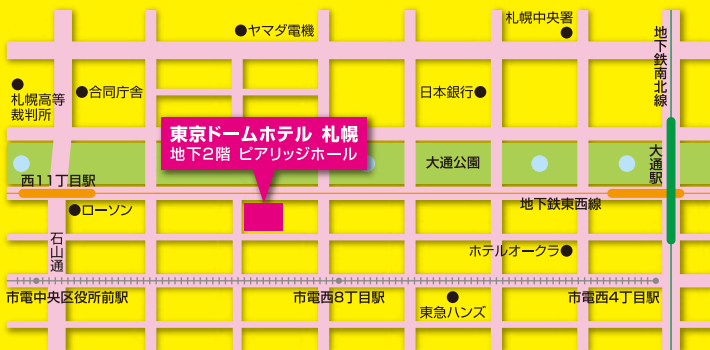 ヤマダ電機
札幌中央署
地下鉄南北線
札幌高等
裁判所
合同庁舎
日本銀行
東京ドームホテル 札幌
地下2階 ピアリッジホール
大通公園
大通駅
西11丁目駅
地下鉄東西線
ローソン
石山通
ホテルオークラ
市電中央区役所前駅
市電西8丁目駅
市電西4丁目駅
東急ハンズ